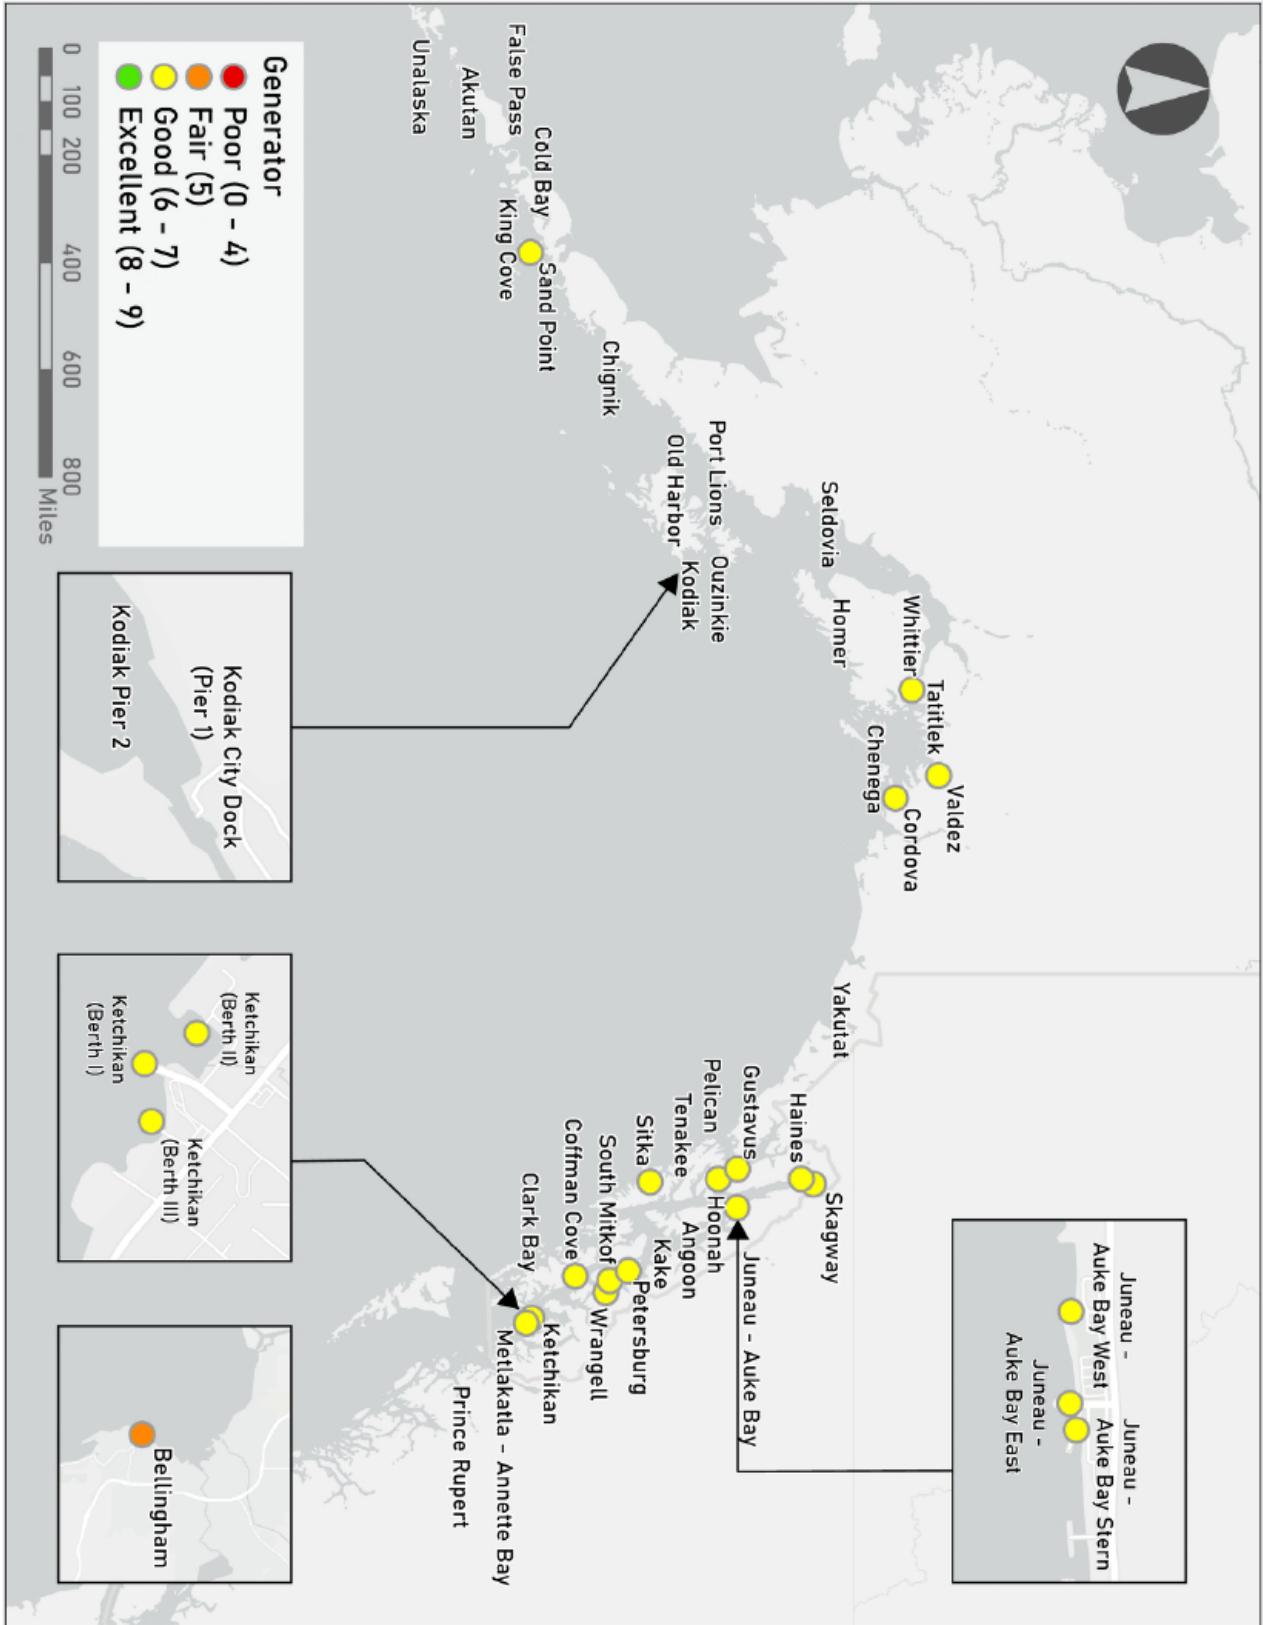 Unalaska
Akutan
False Pass
Cold Bay
King Cove
Sand Point
Chignik
Port Lions
Old Harbor
Ouzinkie
Kodiak
Seldovia
Homer
Whittier
Tatitlek
Chenega
Valdez
Cordova
Yakutat
Haines
Skagway
Gustavus
Pelican
Hoonah
Tenakee
Angoon
Juneau - Auke Bay
Sitka
Kake
South Mitkof
Petersburg
Coffman Cove
Wrangell
Clark Bay
Ketchikan
Metlakatla - Annette Bay
Prince Rupert
Juneau -
Auke Bay West
Juneau -
Auke Bay Stern
Juneau -
Auke Bay East
Generator
Poor (0 - 4)
Fair (5)
Good (6 - 7)
Excellent (8 - 9)
0 100 200 400 600 800
Miles
Kodiak City Dock
(Pier 1)
Kodiak Pier 2
Ketchikan
(Berth II)
Ketchikan
(Berth I)
Ketchikan
(Berth III)
Bellingham